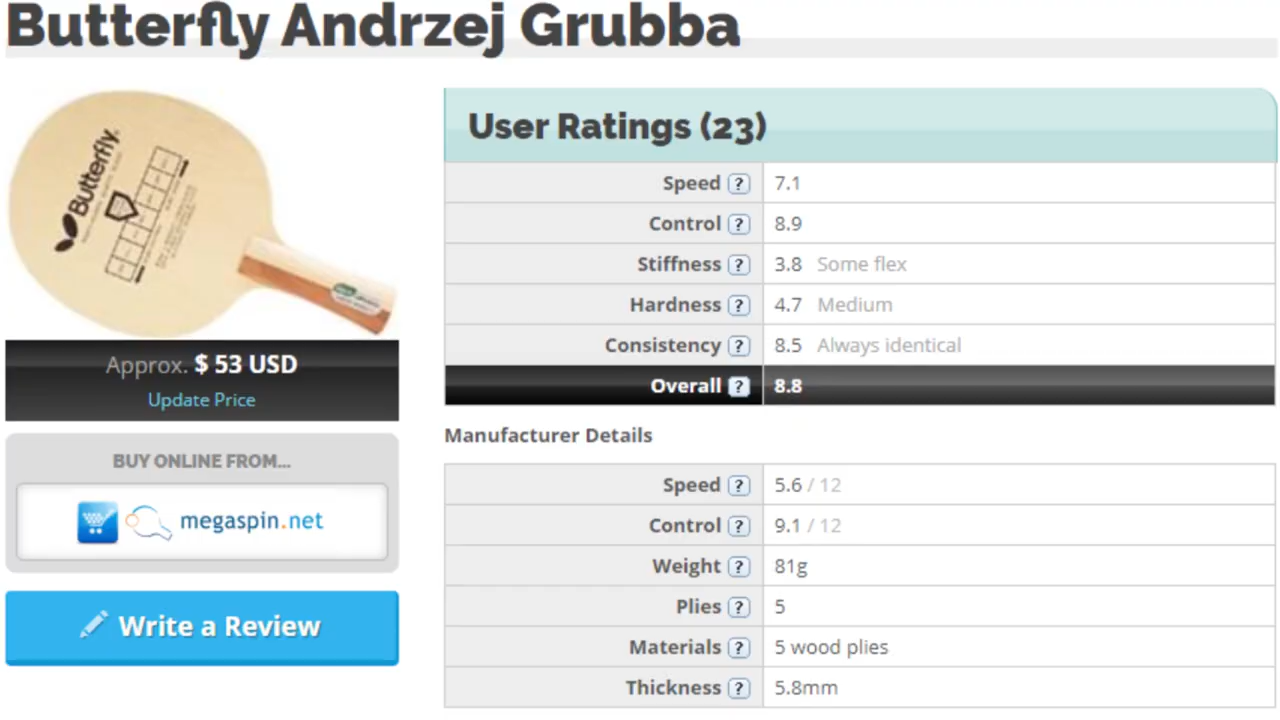 Butterfly Andrzej Grubba
Butterfly
Approx. $ 53 USD
Update Price
BUY ONLINE FROM...
megaspin.net
Write a Review
User Ratings (23)
Speed ? 7.1
Control ? 8.9
Stiffness ? 3.8 Some flex
Hardness ? 4.7 Medium
Consistency ? 8.5 Always identical
Overall ? 8.8
Manufacturer Details
Speed ? 5.6 / 12
Control ? 9.1 / 12
Weight ? 81g
Plies ? 5
Materials ? 5 wood plies
Thickness ? 5.8mm